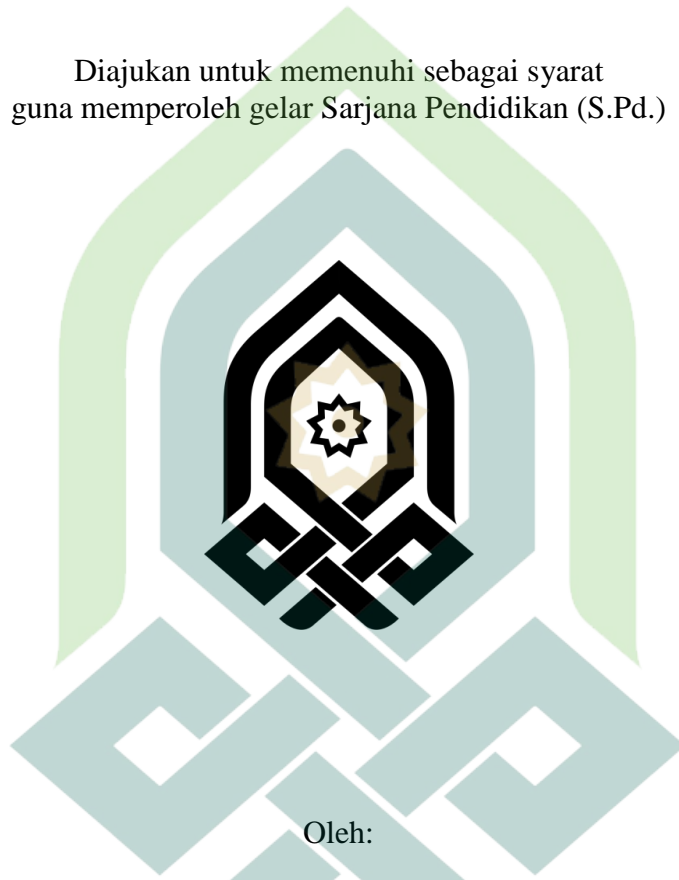 Diajukan untuk memenuhi sebagai syarat
guna memperoleh gelar Sarjana Pendidikan (S.Pd.)
Oleh: